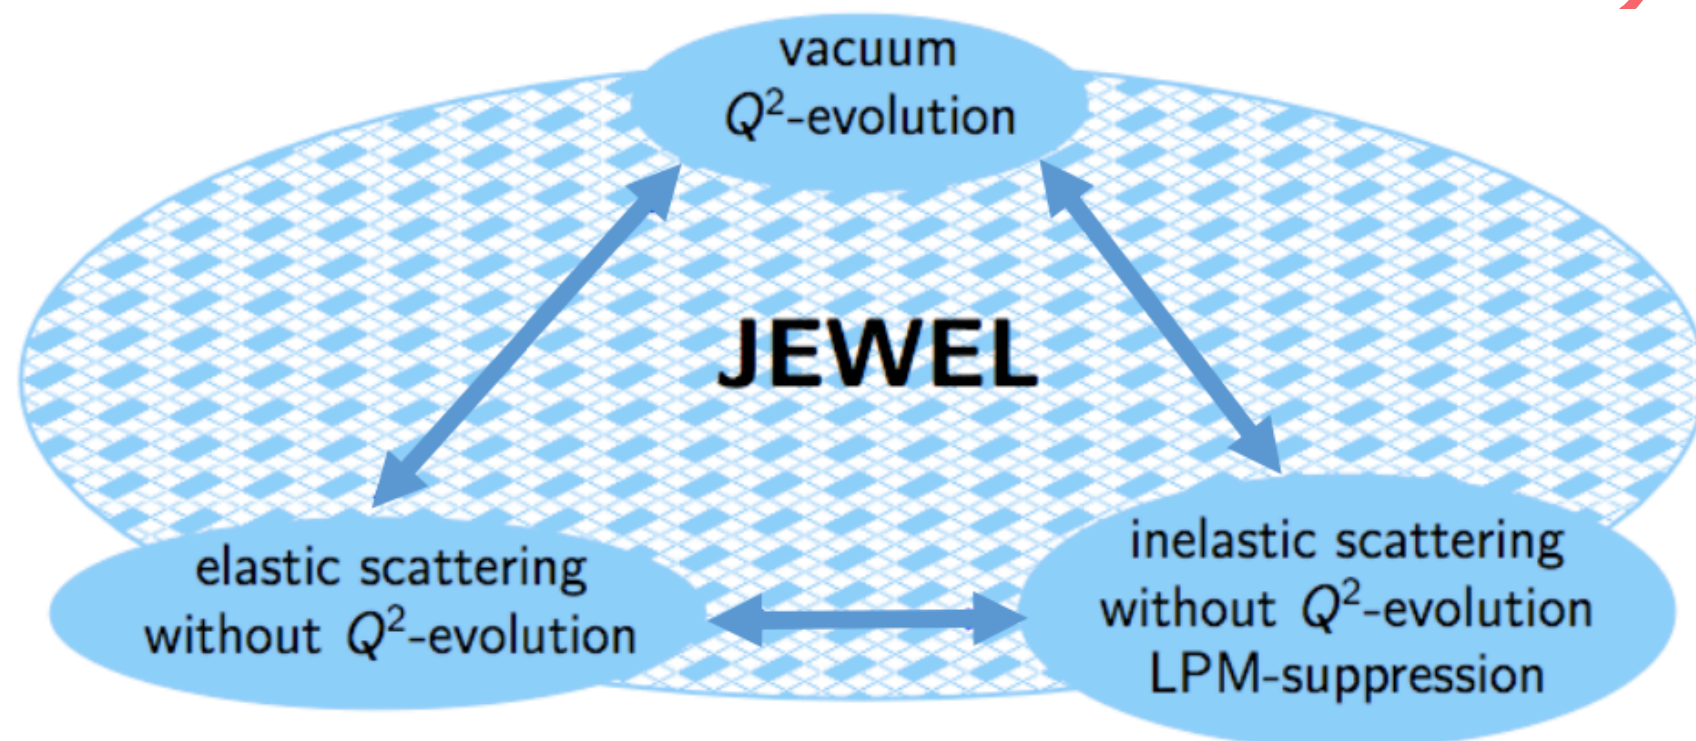 vacuum
Q²-evolution
JEWEL
elastic scattering
without Q²-evolution
inelastic scattering
without Q²-evolution
LPM-suppression